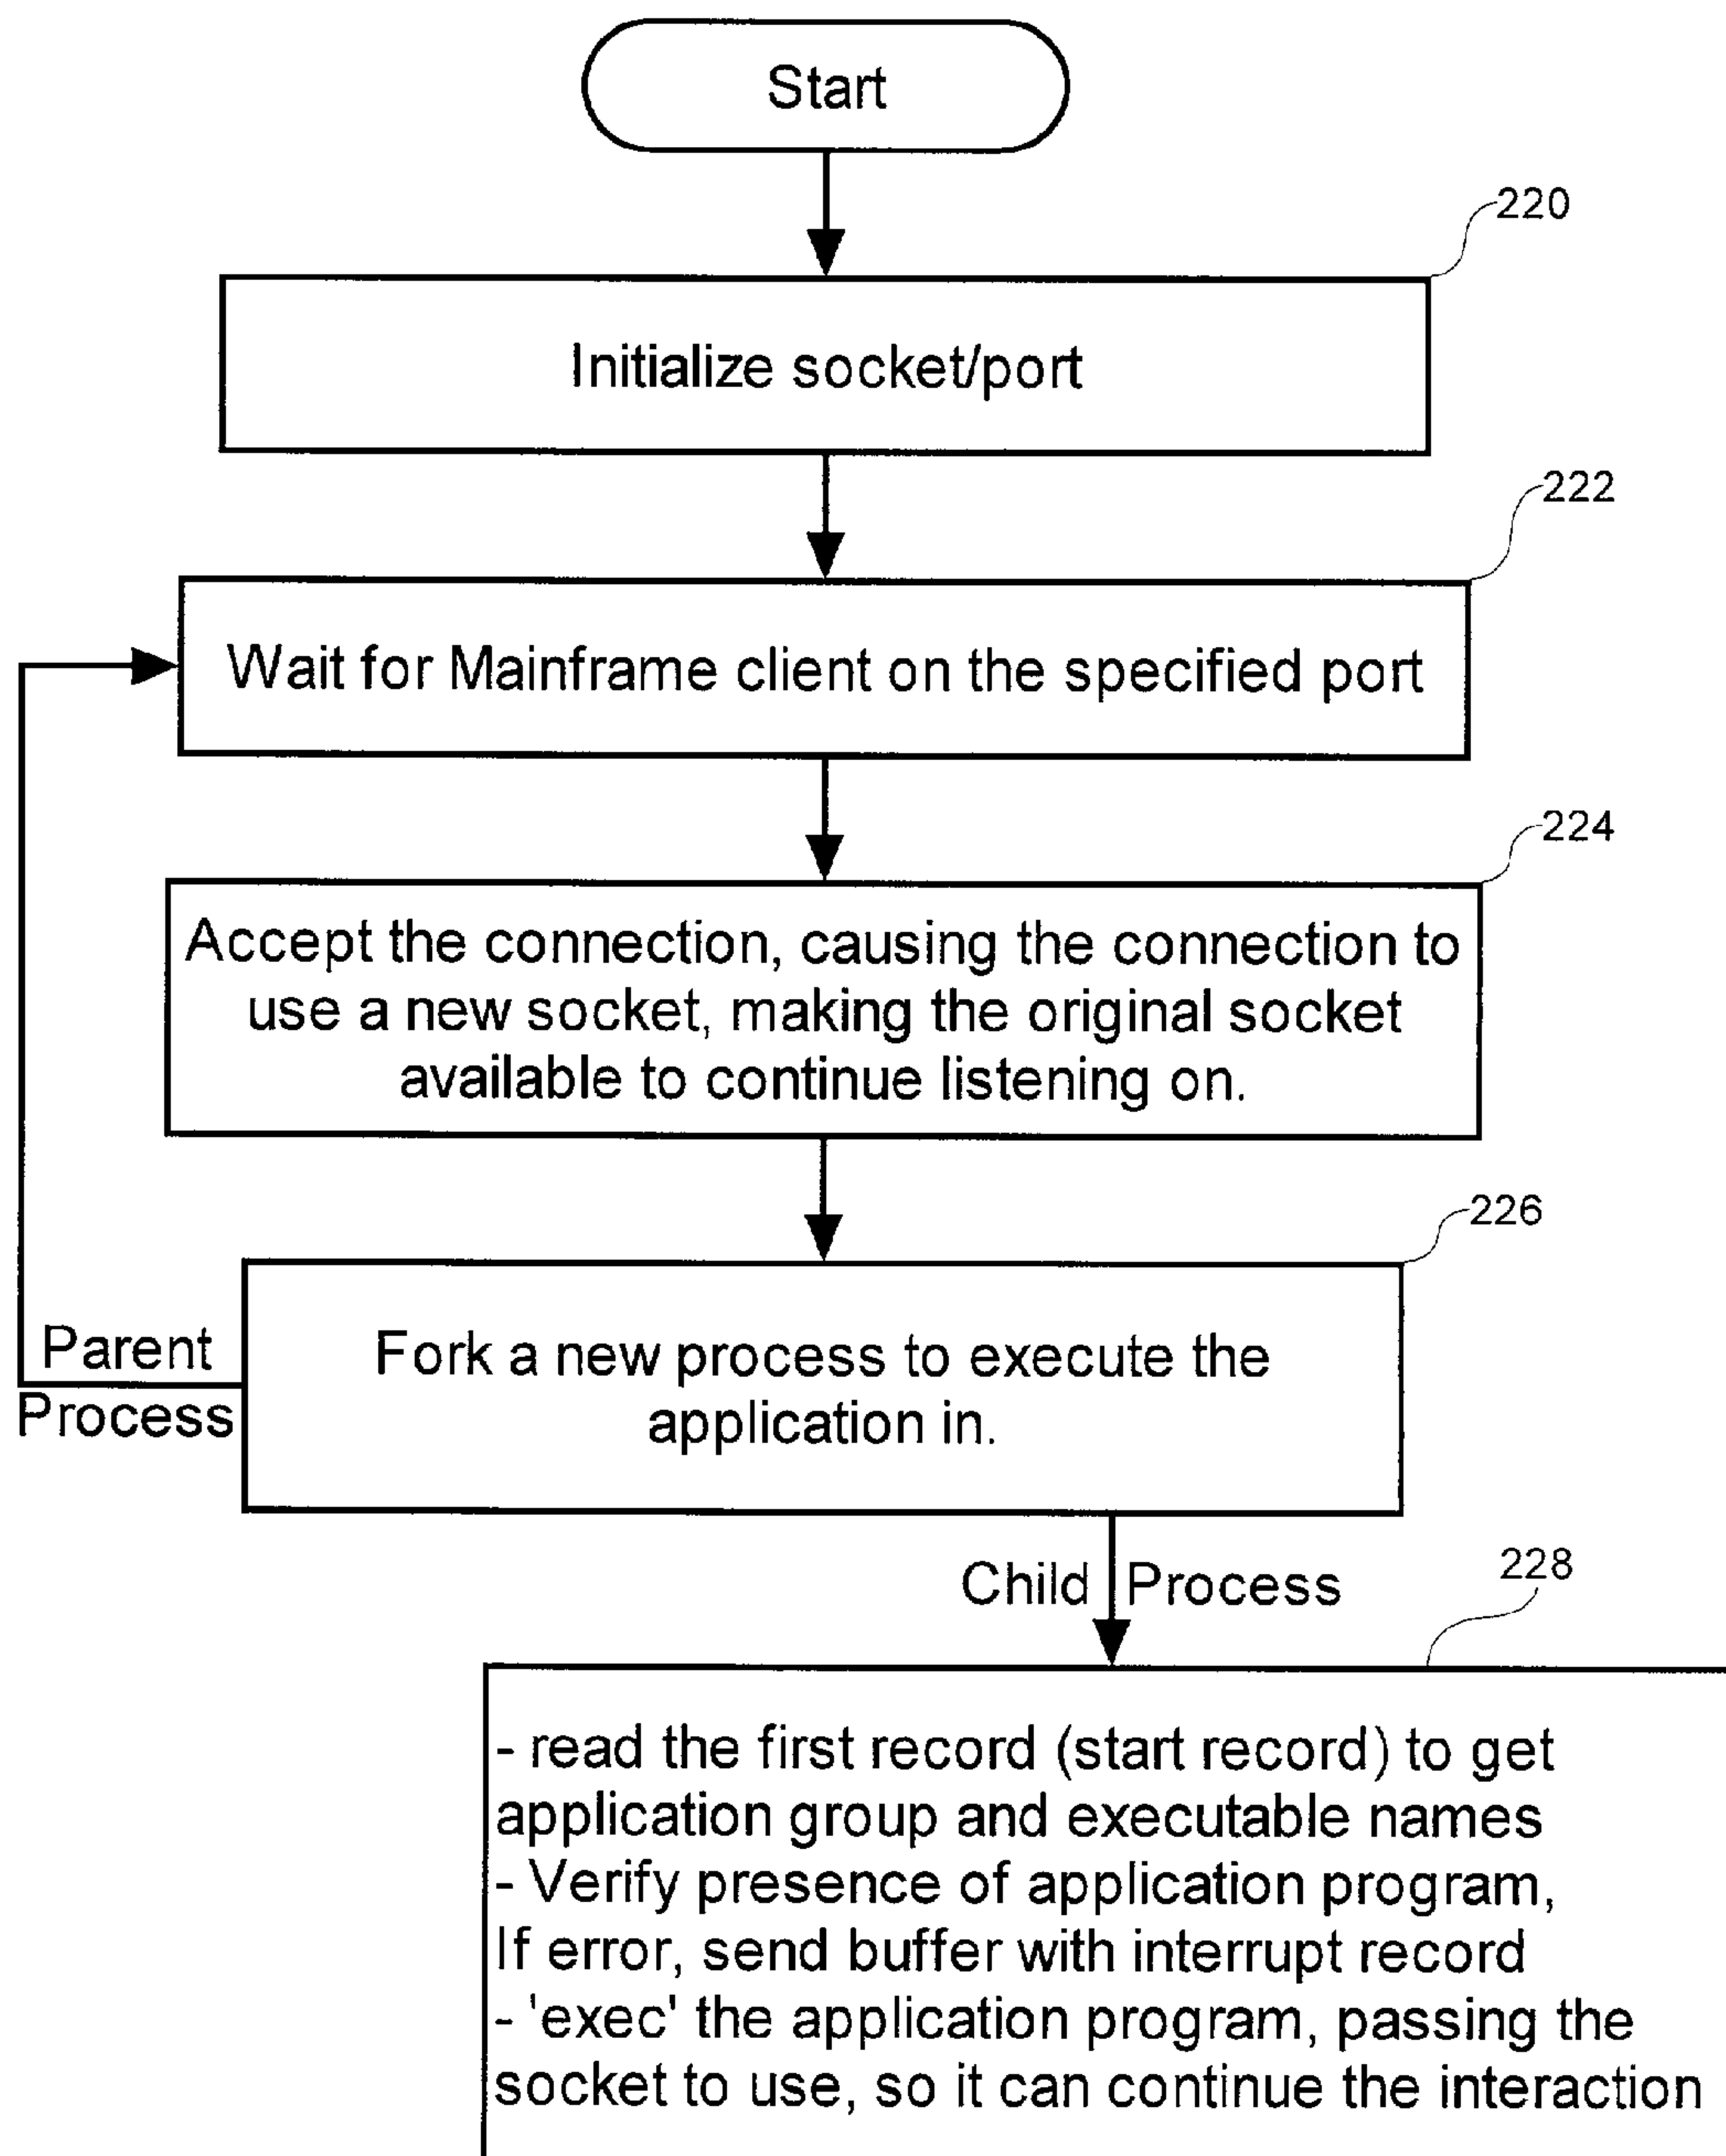 Start
220
Initialize socket/port
222
Wait for Mainframe client on the specified port
224
Accept the connection, causing the connection to
use a new socket, making the original socket
available to continue listening on.
226
Fork a new process to execute the
application in.
Parent
Process
Child Process
228
- read the first record (start record) to get
application group and executable names
- Verify presence of application program,
If error, send buffer with interrupt record
- 'exec' the application program, passing the
socket to use, so it can continue the interaction